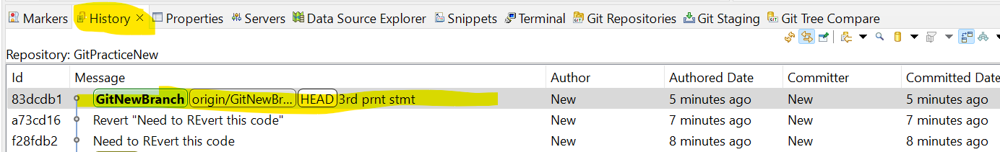 Markers History Properties Servers Data Source Explorer Snippets Terminal Git Repositories Git Staging Git Tree Compare
Repository: GitPracticeNew
Id Message Author Authored Date Committer Committed Date
83dcdb1 GitNewBranch origin/GitNewBr... HEAD 3rd prnt stmt New 5 minutes ago New 5 minutes ago
a73cd16 Revert "Need to REvert this code" New 7 minutes ago New 7 minutes ago
f28fdb2 Need to REvert this code New 8 minutes ago New 8 minutes ago